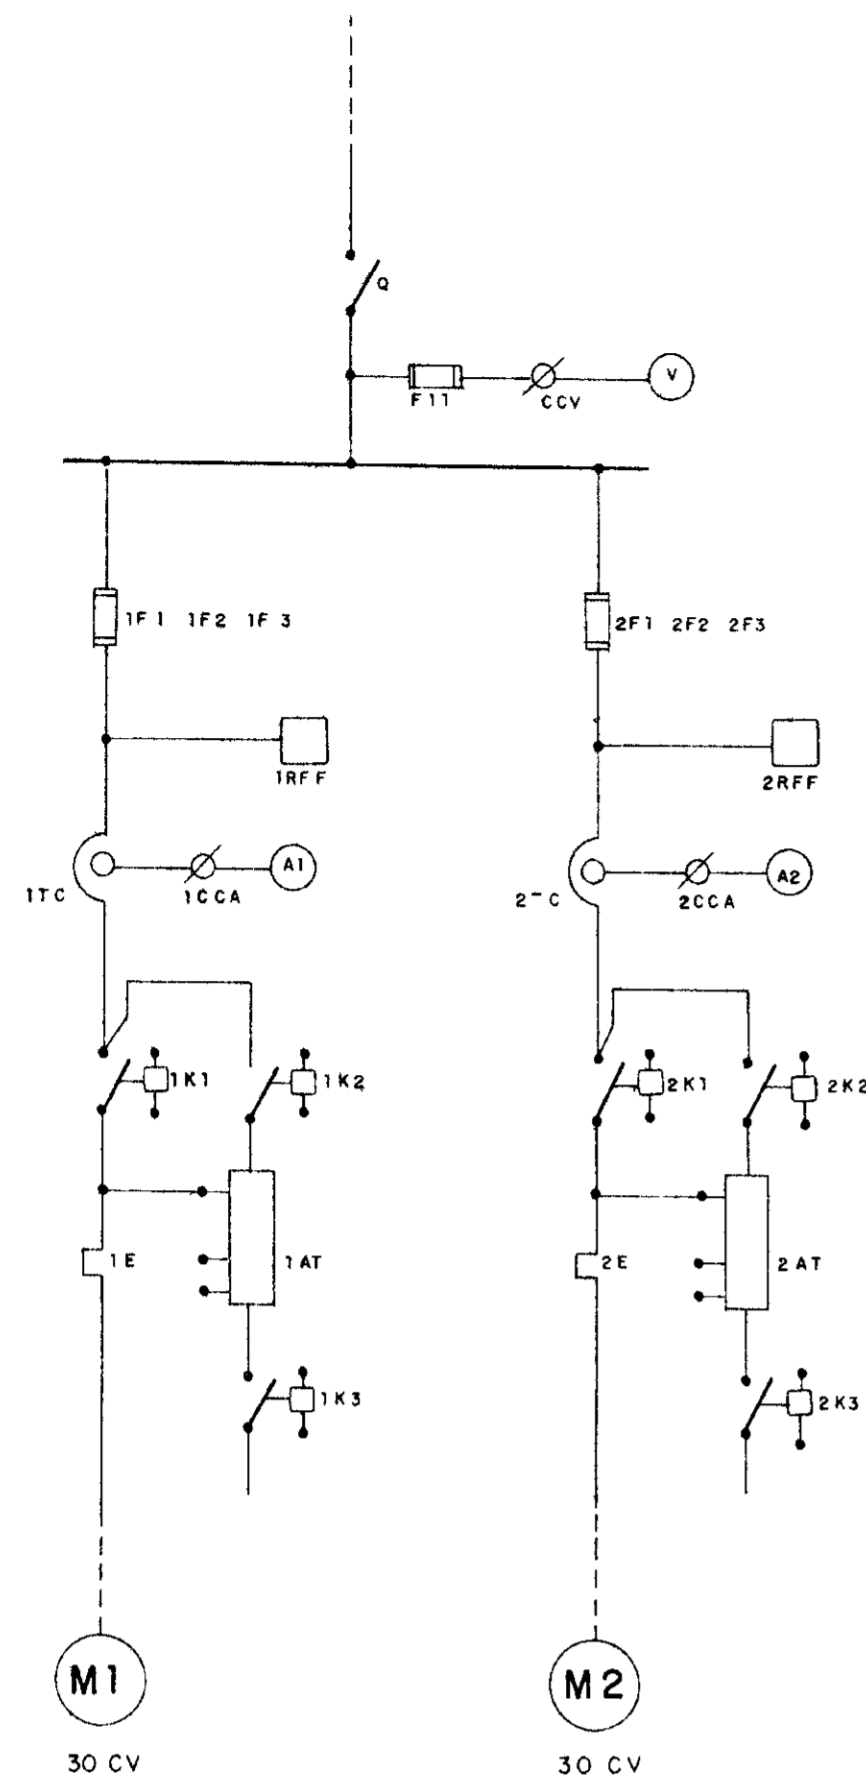 Q
V
F11 CCV
1F1 1F2 1F3 2F1 2F2 2F3
1RFF 2RFF
A1 A2
1TC 1CCA 2-C 2CCA
1K1 1K2 2K1 2K2
1E 1AT 2E 2AT
1K3 2K3
M1 M2
30 CV 30 CV